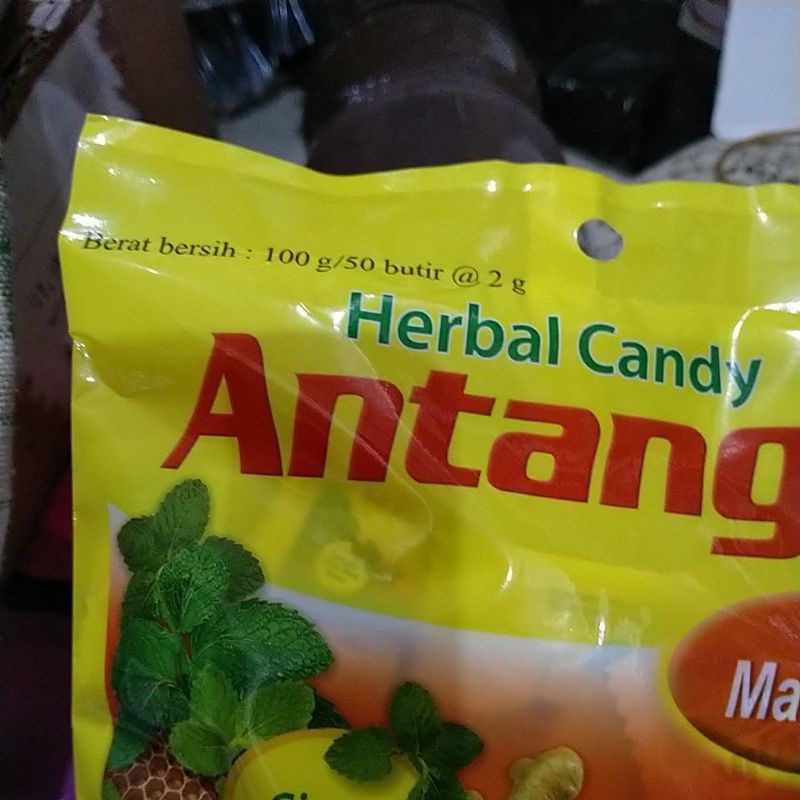 Berat bersih : 100 g/50 butir @ 2 g
Herbal Candy
Antang
Ma